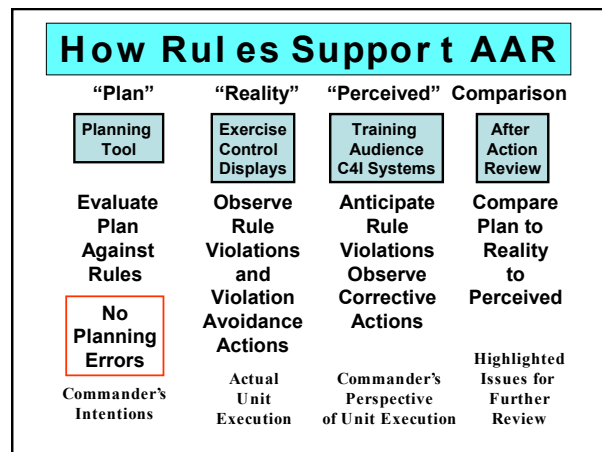 How Rules Support AAR
“Plan”
“Reality”
“Perceived”
Comparison
Planning
Tool
Exercise
Control
Displays
Training
Audience
C4I Systems
After
Action
Review
Evaluate
Plan
Against
Rules
Observe
Rule
Violations
and
Violation
Avoidance
Actions
Anticipate
Rule
Violations
Observe
Corrective
Actions
Compare
Plan to
Reality
to
Perceived
No
Planning
Errors
Commander’s
Intentions
Actual
Unit
Execution
Commander’s
Perspective
of Unit Execution
Highlighted
Issues for
Further
Review